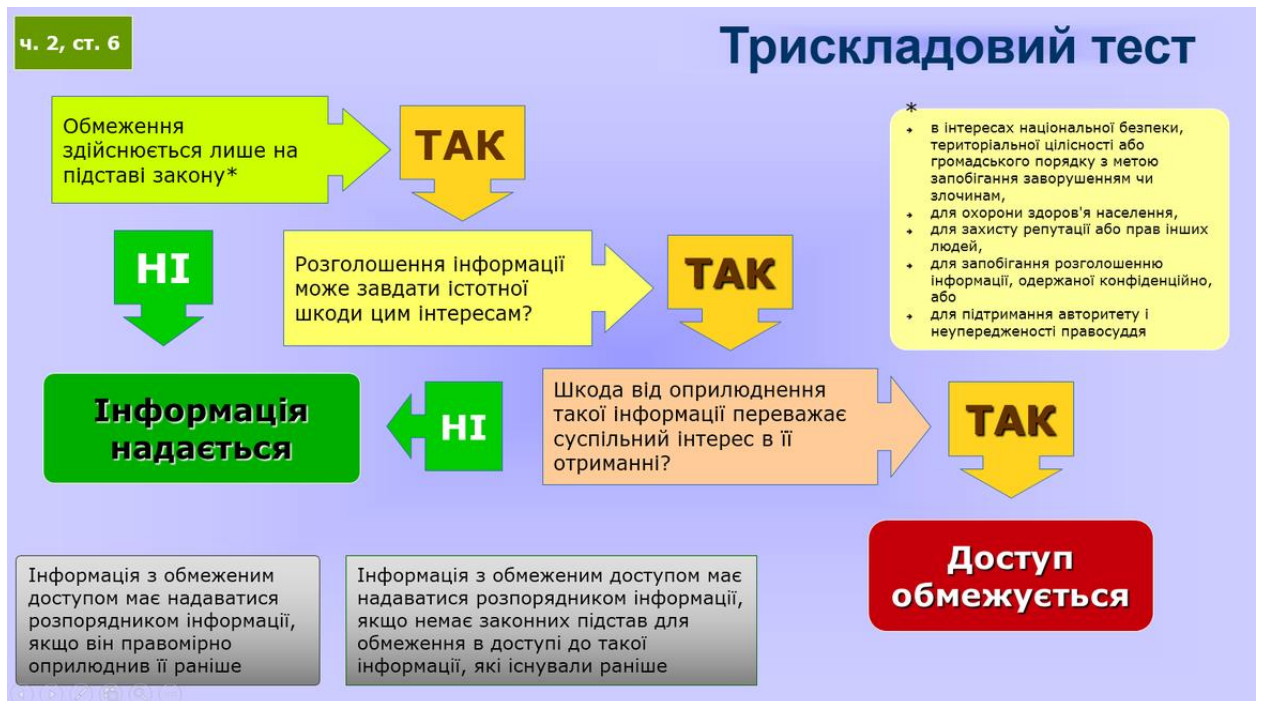 ч. 2, ст. 6
Трискладовий тест
Обмеження
здійснюється лише на
підставі закону*
ТАК
*
в інтересах національної безпеки,
територіальної цілісності або
громадського порядку з метою
запобігання заворушенням чи
злочинам,
для охорони здоров'я населення,
для захисту репутації або прав інших
людей,
для запобігання розголошенню
інформації, одержаної конфіденційно,
або
для підтримання авторитету і
неупередженості правосуддя
НІ
Розголошення інформації
може завдати істотної
шкоди цим інтересам?
ТАК
Інформація
надається
НІ
Шкода від оприлюднення
такої інформації переважає
суспільний інтерес в її
отриманні?
ТАК
Доступ
обмежується
Інформація з обмеженим
доступом має надаватися
розпорядником інформації,
якщо він правомірно
оприлюднив її раніше
Інформація з обмеженим доступом має
надаватися розпорядником інформації,
якщо немає законних підстав для
обмеження в доступі до такої
інформації, які існували раніше